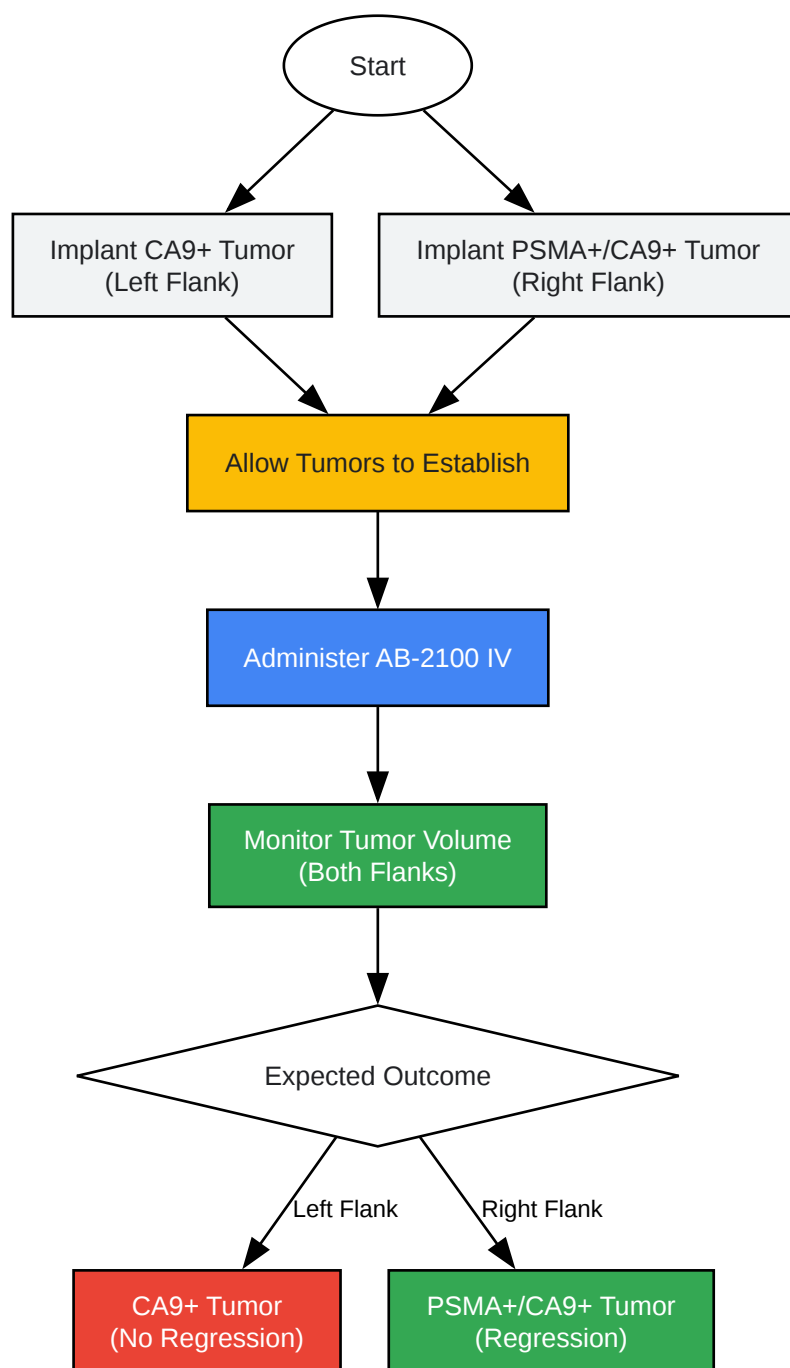 Start
Implant CA9+ Tumor
(Left Flank)
Implant PSMA+/CA9+ Tumor
(Right Flank)
Allow Tumors to Establish
Administer AB-2100 IV
Monitor Tumor Volume
(Both Flanks)
Expected Outcome
Left Flank
Right Flank
CA9+ Tumor
(No Regression)
PSMA+/CA9+ Tumor
(Regression)